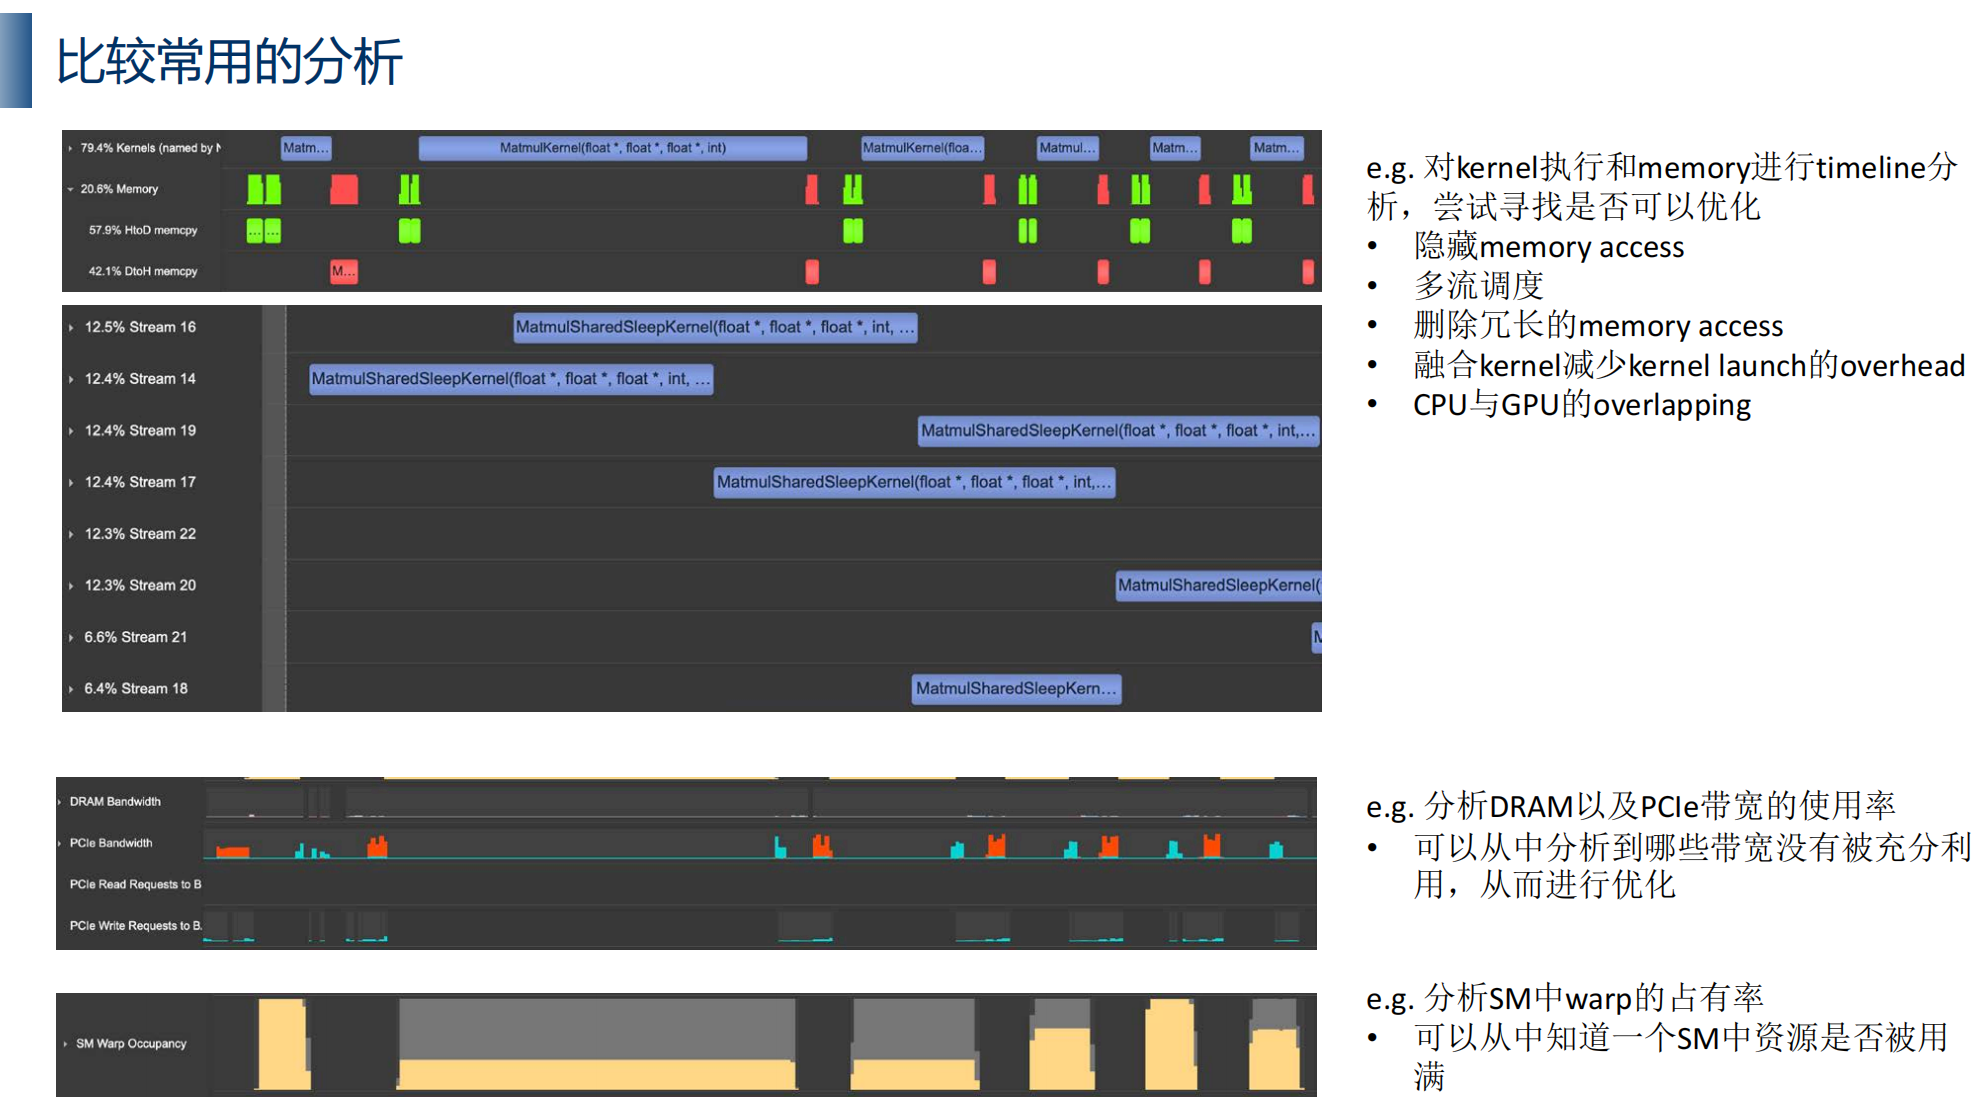 比较常用的分析
79.4% Kernels (named by
Matm...
MatmulKernel(float *, float *, float *, int)
MatmulKernel(floa...
Matmul...
Matm...
Matm...
20.6% Memory
57.9% HtoD memcpy
... ...
42.1% DtoH memcpy
M...
12.5% Stream 16
MatmulSharedSleepKernel(float *, float *, float *, int, ...
12.4% Stream 14
MatmulSharedSleepKernel(float *, float *, float *, int, ...
12.4% Stream 19
MatmulSharedSleepKernel(float *, float *, float *, int,...
12.4% Stream 17
MatmulSharedSleepKernel(float *, float *, float *, int,...
12.3% Stream 22
12.3% Stream 20
MatmulSharedSleepKernel(
6.6% Stream 21
6.4% Stream 18
MatmulSharedSleepKern...
e.g. 对kernel执行和memory进行timeline分
析，尝试寻找是否可以优化
• 隐藏memory access
• 多流调度
• 删除冗长的memory access
• 融合kernel减少kernel launch的overhead
• CPU与GPU的overlapping
DRAM Bandwidth
PCIe Bandwidth
PCIe Read Requests to B
PCIe Write Requests to B.
e.g. 分析DRAM以及PCIe带宽的使用率
• 可以从中分析到哪些带宽没有被充分利
用，从而进行优化
SM Warp Occupancy
e.g. 分析SM中warp的占有率
• 可以从中知道一个SM中资源是否被用
满